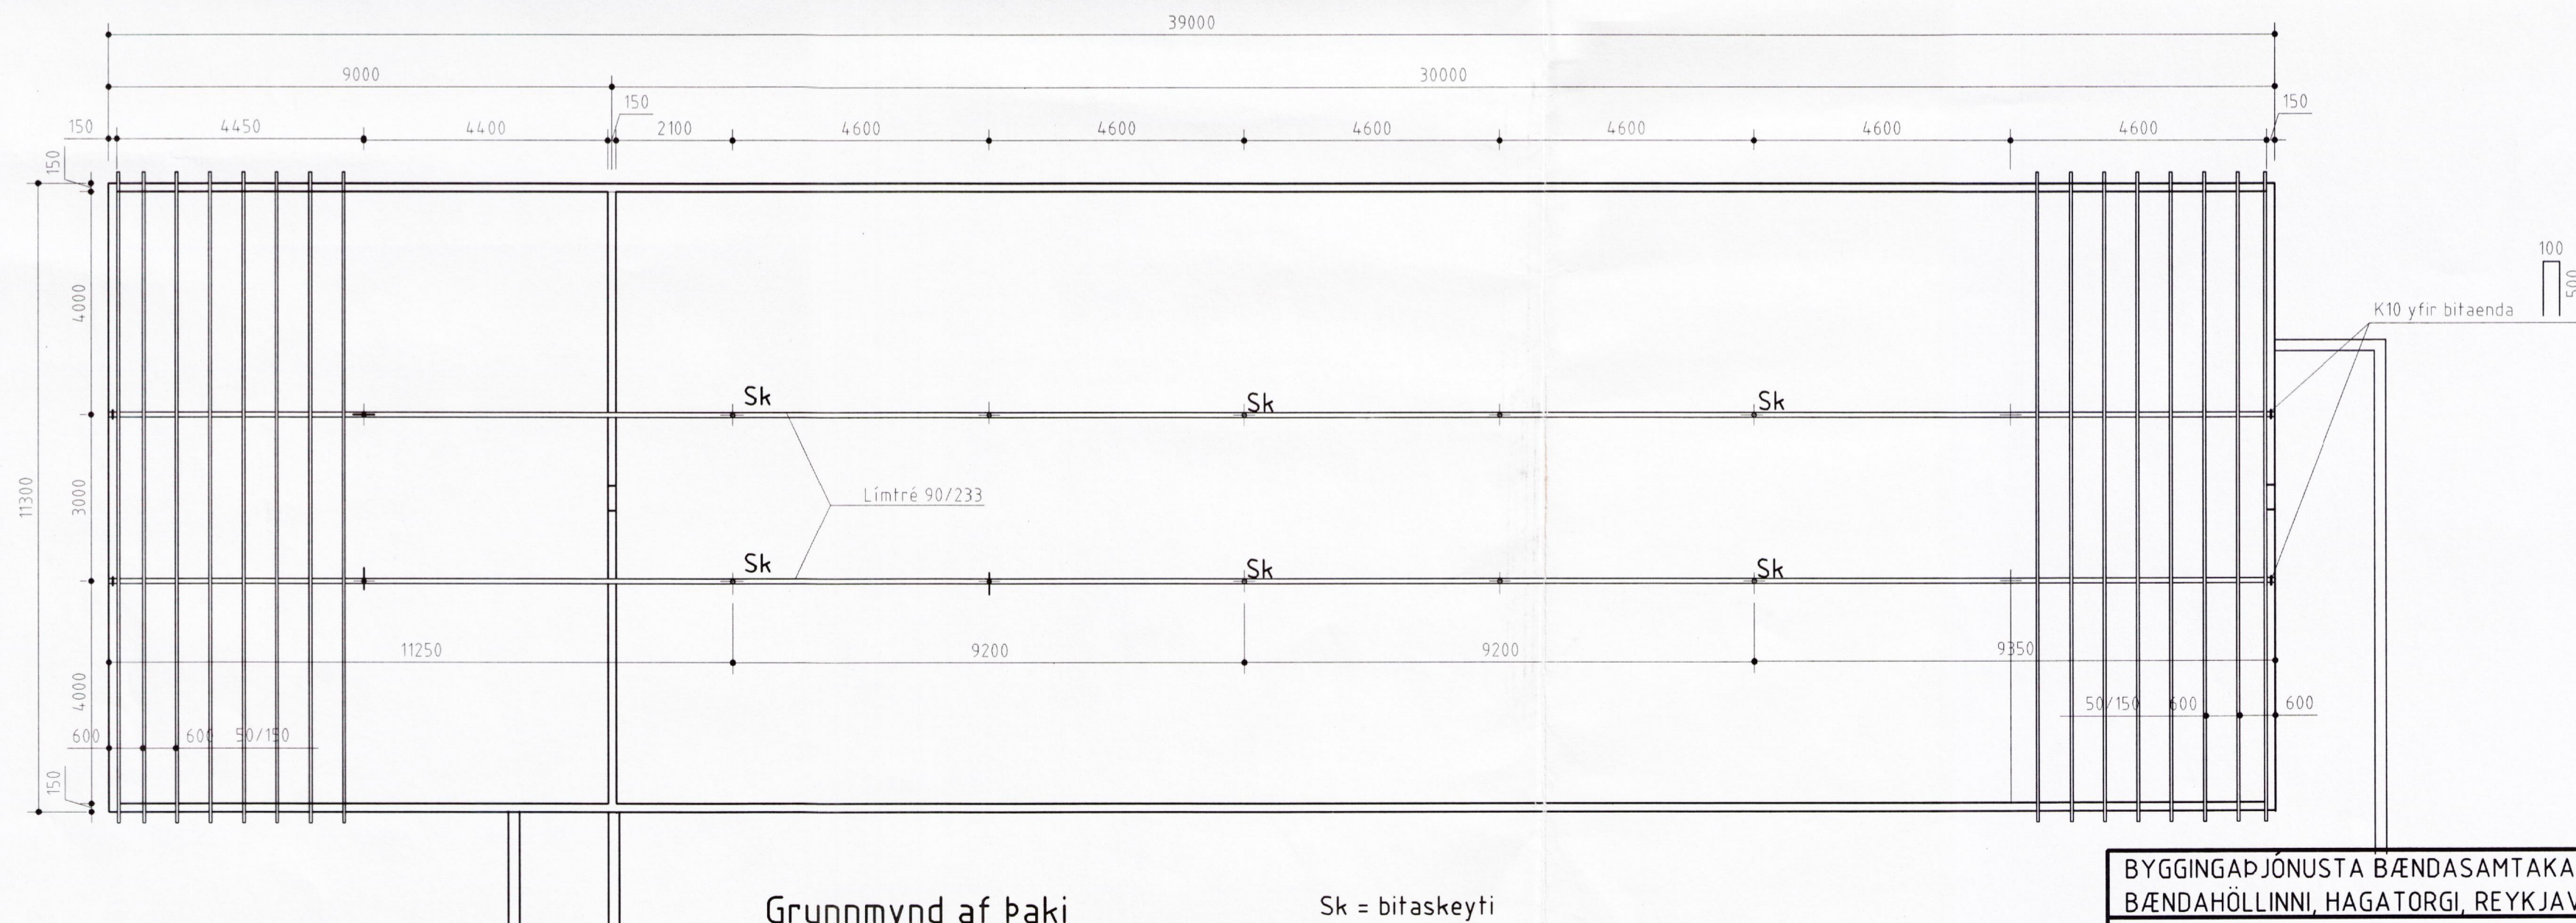 39000
9000
30000
150
150
150
4450
4400
2100
4600
4600
4600
4600
4600
4600
150
100
500
4000
K10 yfir bitaenda
Sk
Sk
Sk
11300
3000
Límtré 90/233
Sk
Sk
Sk
11250
9200
9200
9350
4000
600
600
50/150
50/150
600
600
150
Grunnmynd af þaki
Sk = bitaskeyti
BYGGINGAÞJÓNUSTA BÆNDASAMTAKA
BÆNDAHÖLLINNI, HAGATORGI, REYKJAV